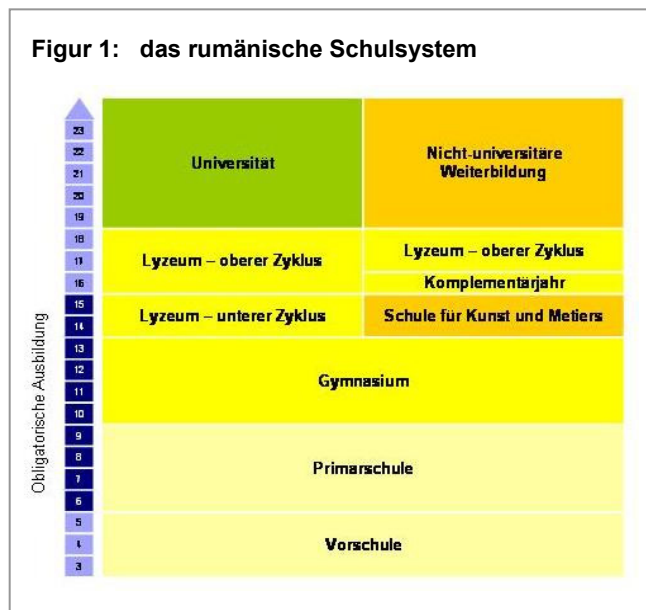 Figur 1: das rumänische Schulsystem
23
22
21
20
19
18
17
16
15
14
13
12
11
10
9
8
7
6
5
4
3
Obligatorische Ausbildung
Universität
Nicht-universitäre
Weiterbildung
Lyzeum – oberer Zyklus
Lyzeum – oberer Zyklus
Komplementärjahr
Lyzeum – unterer Zyklus
Schule für Kunst und Metiers
Gymnasium
Primarschule
Vorschule